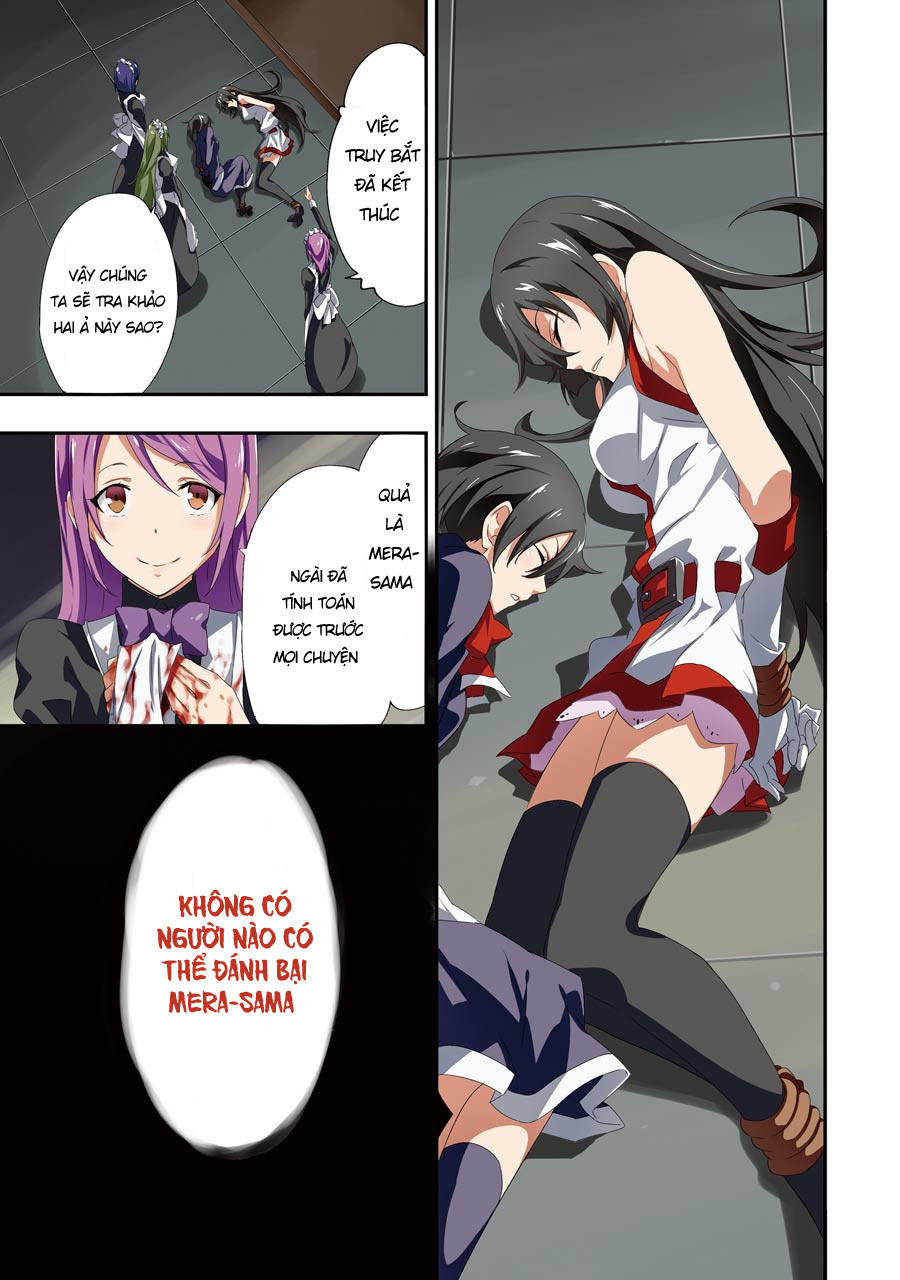 VIỆC
TRUY BẮT
ĐÃ KẾT
THÚC
VẬY CHÚNG
TA SẼ TRA KHẢO
HAI Ả NÀY SAO?
QUẢ
LÀ
MERA-
SAMA
NGÀI ĐÃ
TÍNH TOÁN
ĐƯỢC TRƯỚC
MỌI CHUYỆN
KHÔNG CÓ
NGƯỜI NÀO CÓ
THỂ ĐÁNH BẠI
MERA-SAMA